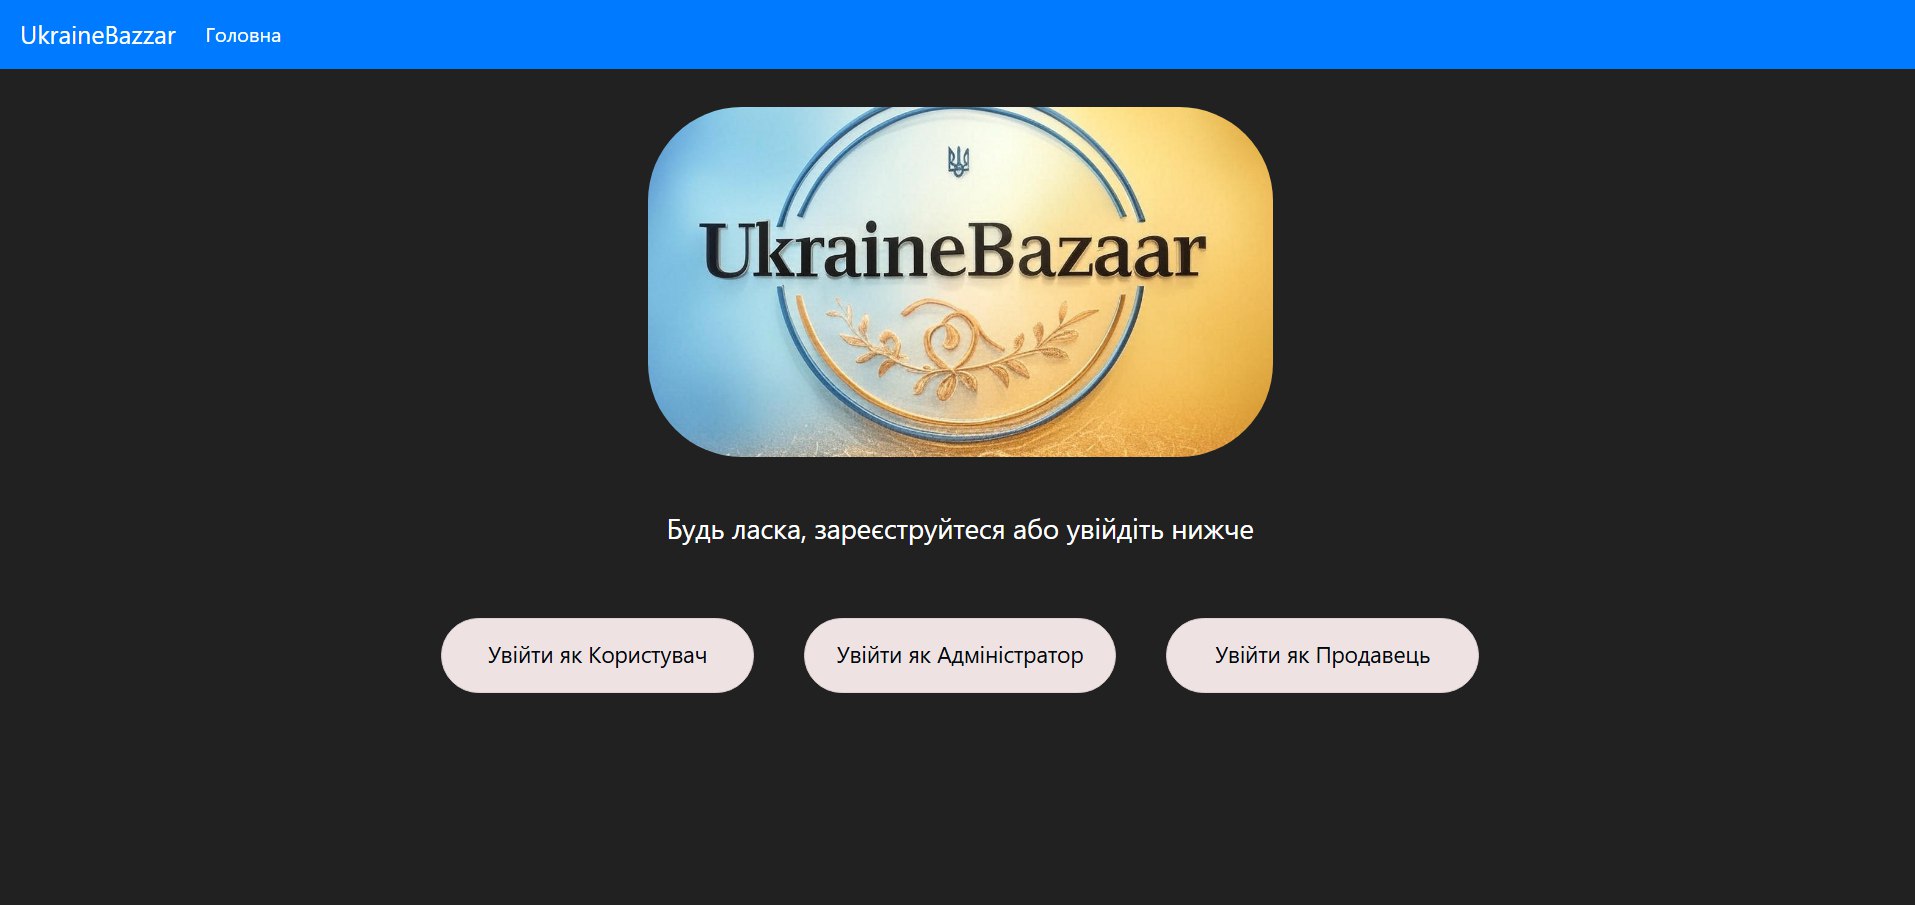 UkraineBazzar Головна
UkraineBazaar
Будь ласка, зареєструйтеся або увійдіть нижче
Увійти як Користувач
Увійти як Адміністратор
Увійти як Продавець